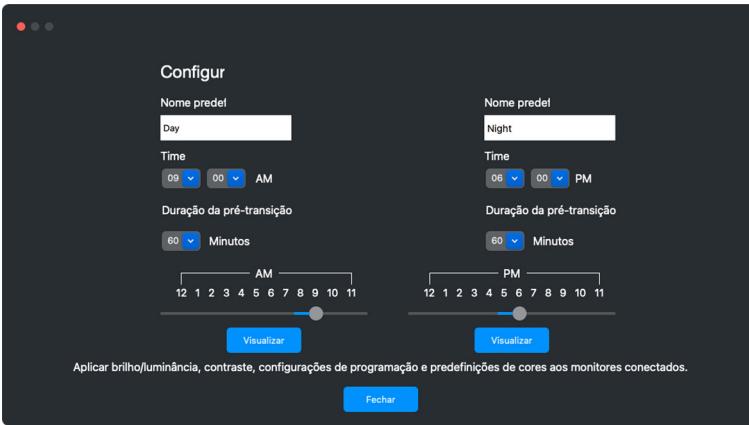 Configur
Nome predef
Day
Time
09 00 AM
Duração da pré-transição
60 Minutos
AM
12 1 2 3 4 5 6 7 8 9 10 11
Visualizar
Nome predef
Night
Time
06 00 PM
Duração da pré-transição
60 Minutos
PM
12 1 2 3 4 5 6 7 8 9 10 11
Visualizar
Aplicar brilho/luminância, contraste, configurações de programação e predefinições de cores aos monitores conectados.
Fechar